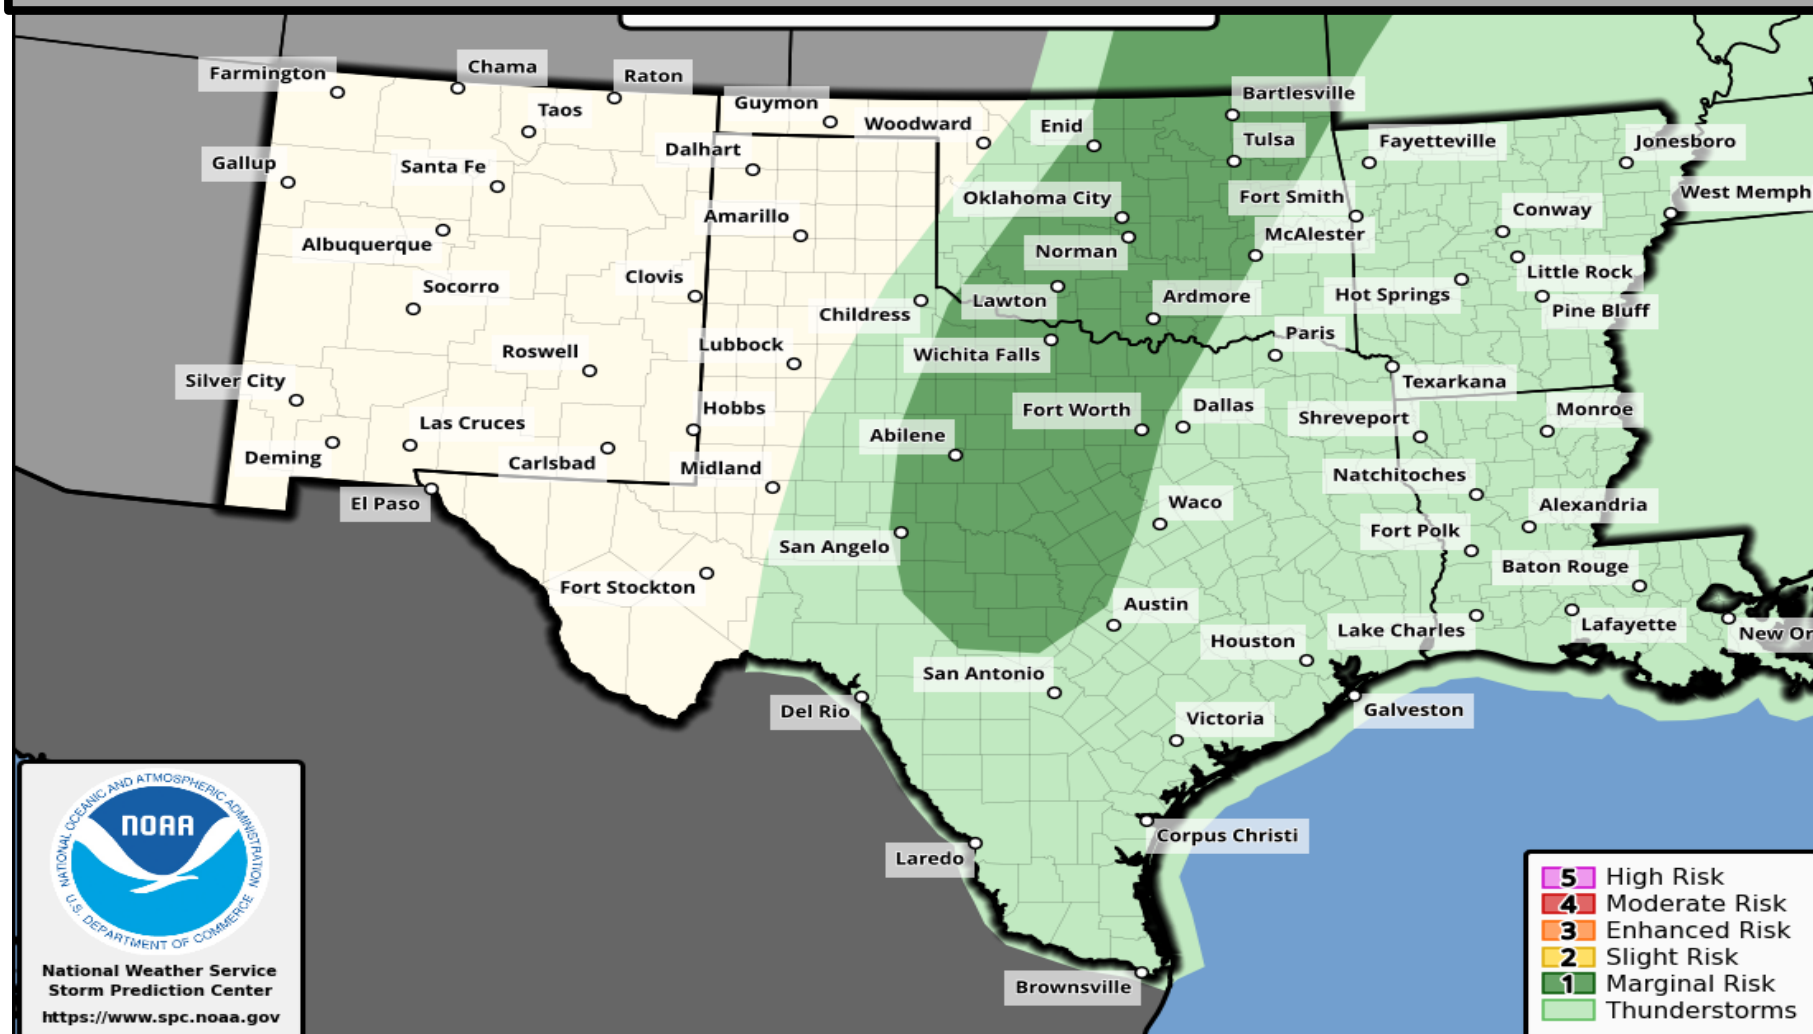 Farmington
Chama
Raton
Taos
Guymon
Woodward
Enid
Bartlesville
Tulsa
Fayetteville
Jonesboro
Gallup
Santa Fe
Dalhart
Oklahoma City
Fort Smith
Conway
West Memph
Albuquerque
Amarillo
Norman
McAlester
Socorro
Clovis
Childress
Lawton
Ardmore
Hot Springs
Little Rock
Pine Bluff
Roswell
Lubbock
Wichita Falls
Paris
Texarkana
Silver City
Las Cruces
Hobbs
Abilene
Fort Worth
Dallas
Shreveport
Monroe
Deming
Carlsbad
Midland
Natchitoches
El Paso
Waco
Alexandria
San Angelo
Fort Polk
Fort Stockton
Baton Rouge
Austin
Houston
Lake Charles
Lafayette
New Or
San Antonio
Del Rio
Victoria
Galveston
Laredo
Corpus Christi
Brownsville
NATIONAL OCEANIC AND ATMOSPHERIC ADMINISTRATION
NOAA
U.S. DEPARTMENT OF COMMERCE
National Weather Service
Storm Prediction Center
https://www.spc.noaa.gov
5 High Risk
4 Moderate Risk
3 Enhanced Risk
2 Slight Risk
1 Marginal Risk
Thunderstorms